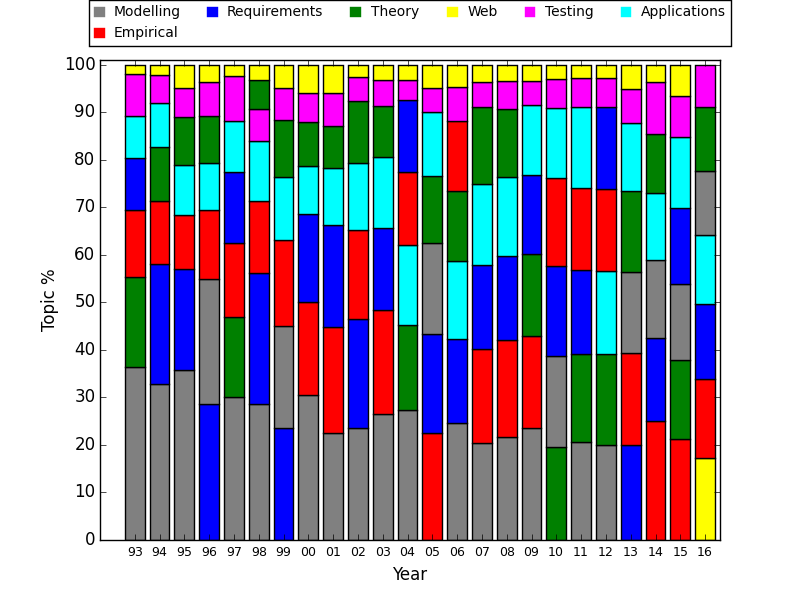 Modelling Requirements Theory Web Testing Applications
Empirical
100
90
80
70
60
50
40
30
20
10
0
Topic %
93 94 95 96 97 98 99 00 01 02 03 04 05 06 07 08 09 10 11 12 13 14 15 16
Year